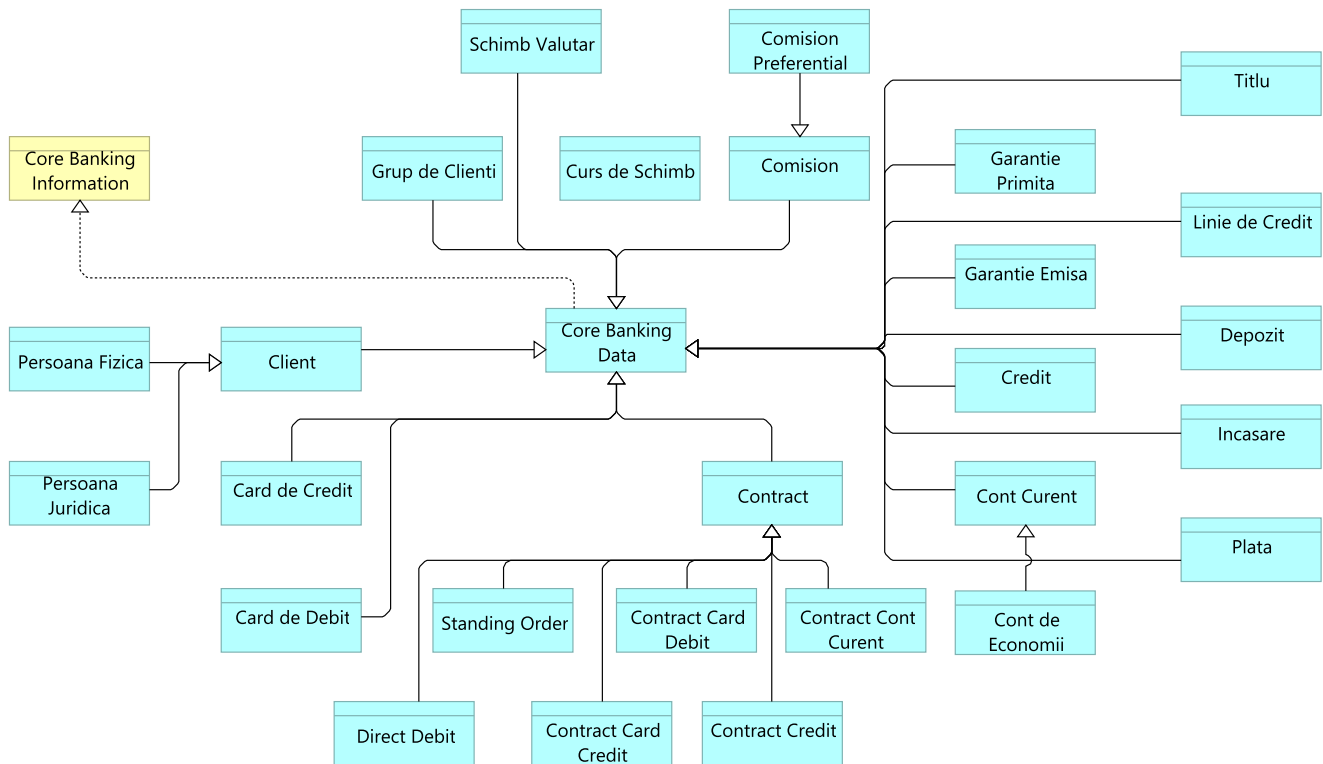 Schimb Valutar
Comision
Preferential
Titlu
Core Banking
Information
Grup de Clienti
Curs de Schimb
Comision
Garantie
Primita
Linie de Credit
Garantie Emisa
Persoana Fizica
Client
Core Banking
Data
Depozit
Credit
Incasare
Persoana
Juridica
Card de Credit
Contract
Cont Curent
Plata
Card de Debit
Standing Order
Contract Card
Debit
Contract Cont
Curent
Cont de
Economii
Direct Debit
Contract Card
Credit
Contract Credit